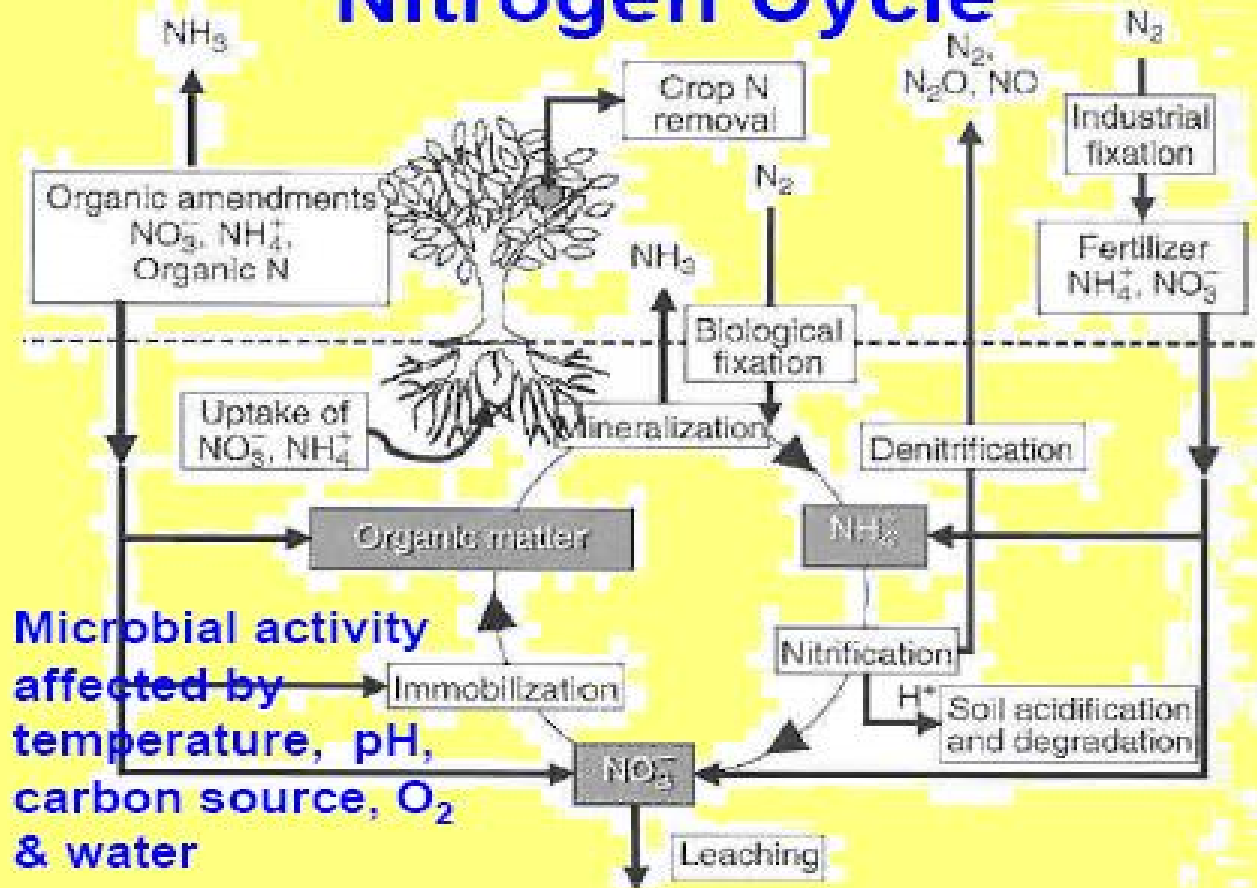 Nitrogen Cycle
NH₃
N₂
N₂,
N₂O, NO
Crop N
removal
Industrial
fixation
Organic amendments
NO₃⁻, NH₄⁺,
Organic N
N₂
NH₃
Fertilizer
NH₄⁺, NO₃⁻
Biological
fixation
Uptake of
NO₃⁻, NH₄⁺
Mineralization
Denitrification
Organic matter
NH₄⁺
Microbial activity
affected by
temperature, pH,
carbon source, O₂
& water
Immobilization
Nitrification
H⁺
Soil acidification
and degradation
NO₃⁻
Leaching